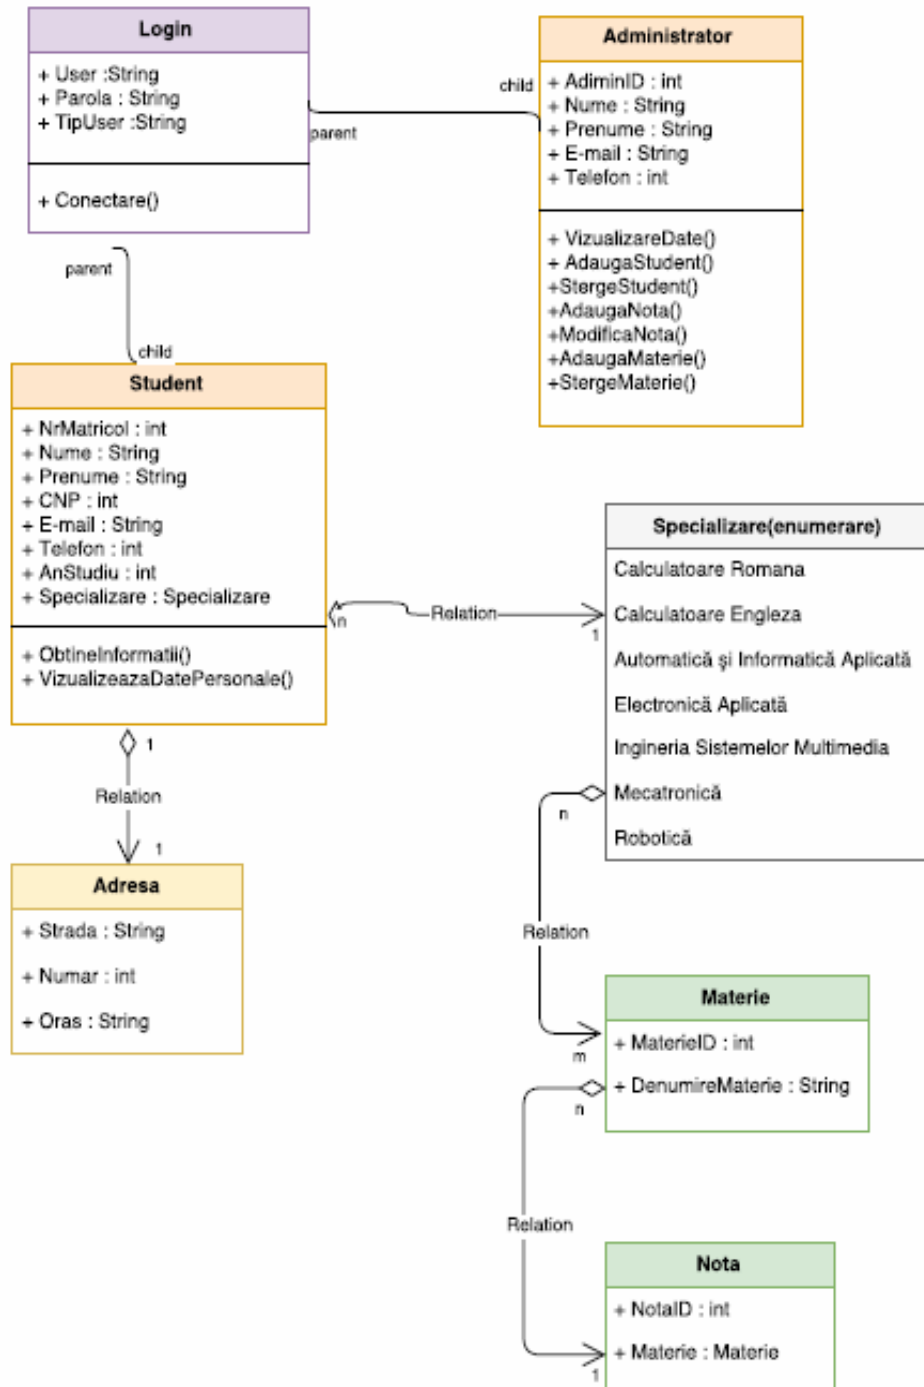 Login
+ User :String
+ Parola : String
+ TipUser :String
+ Conectare()
parent
child
Administrator
+ AdiminID : int
+ Nume : String
+ Prenume : String
+ E-mail : String
+ Telefon : int
+ VizualizareDate()
+ AdaugaStudent()
+StergeStudent()
+AdaugaNota()
+ModificaNota()
+AdaugaMaterie()
+StergeMaterie()
parent
child
Student
+ NrMatricol : int
+ Nume : String
+ Prenume : String
+ CNP : int
+ E-mail : String
+ Telefon : int
+ AnStudiu : int
+ Specializare : Specializare
+ ObtineInformatii()
+ VizualizeazaDatePersonale()
n
Relation
1
Specializare(enumerare)
Calculatoare Romana
Calculatoare Engleza
Automatică și Informatică Aplicată
Electronică Aplicată
Ingineria Sistemelor Multimedia
Mecatronică
Robotică
1
Relation
1
Adresa
+ Strada : String
+ Numar : int
+ Oras : String
n
Relation
m
Materie
+ MaterieID : int
+ DenumireMaterie : String
n
Relation
1
Nota
+ NotaID : int
+ Materie : Materie